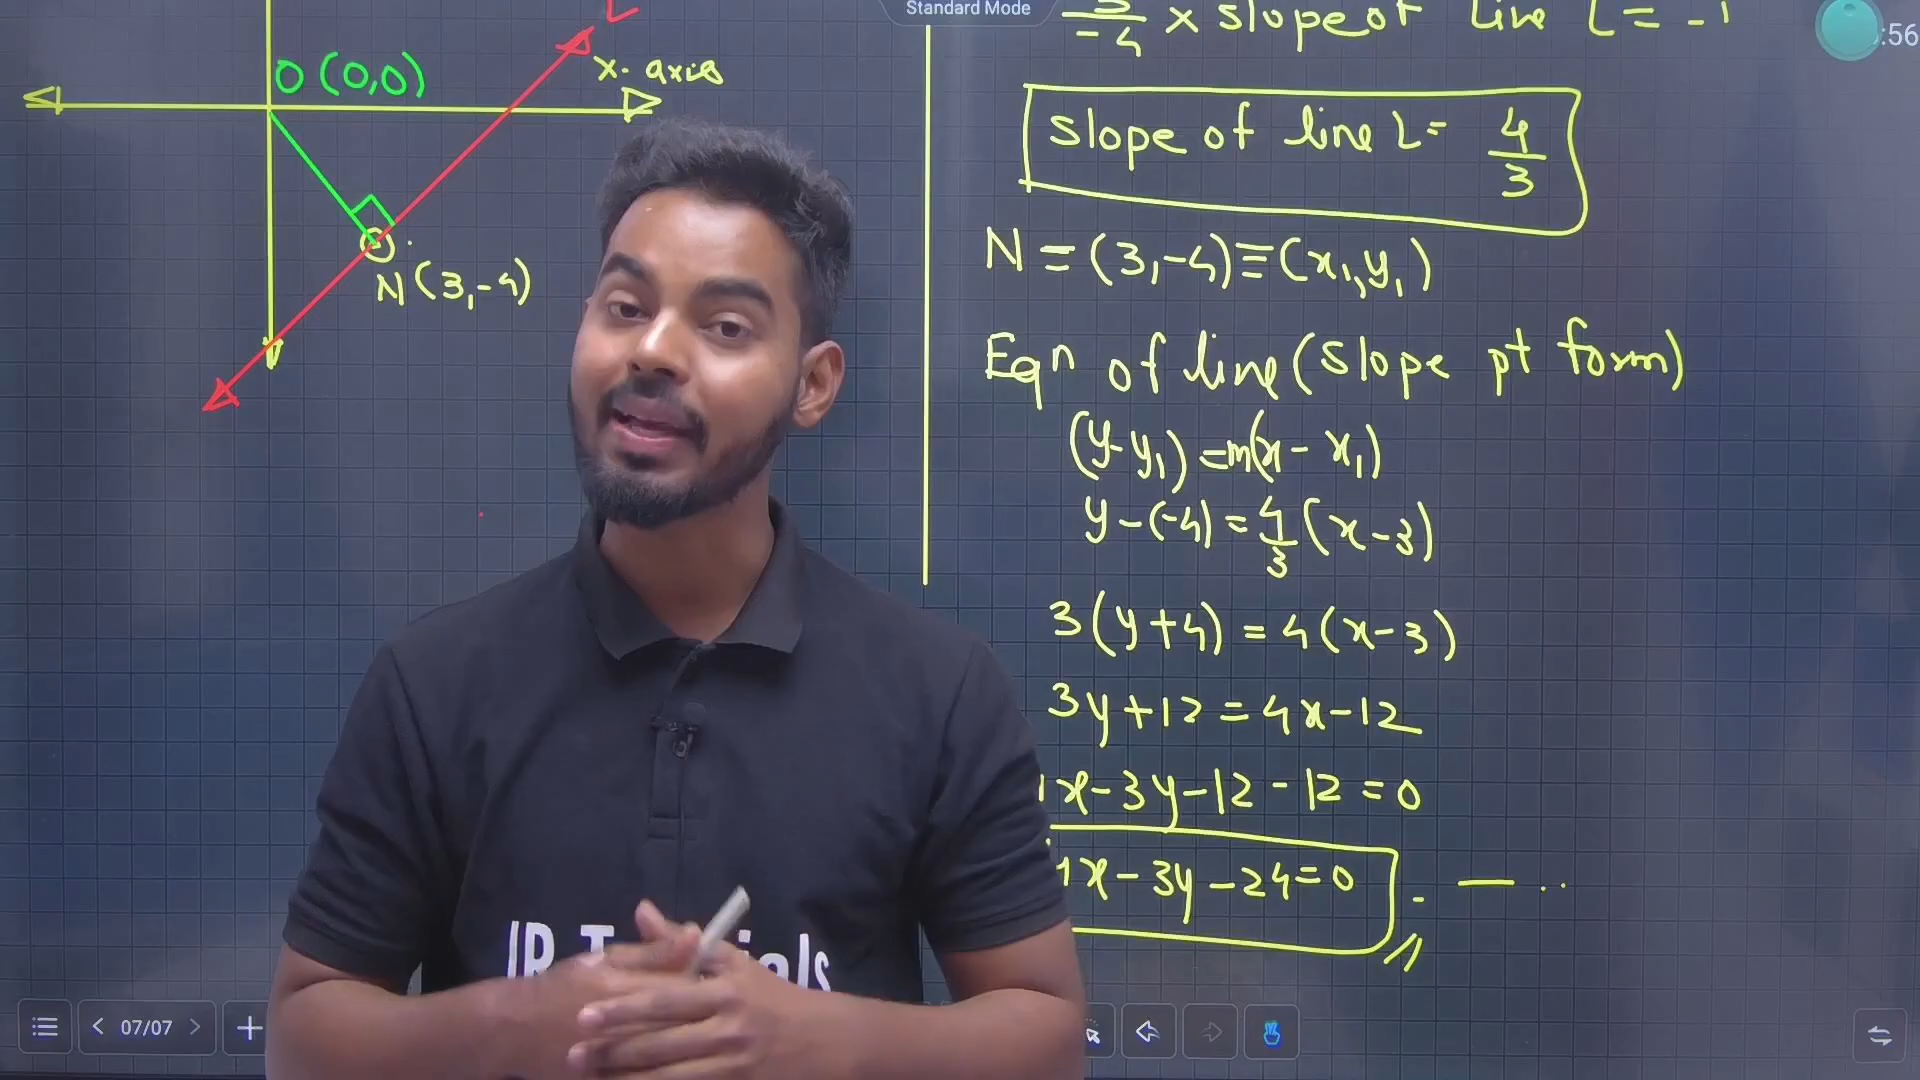 Standard Mode
L
:56
O (0,0)
x-axis
N (3,-4)
-4 × slope of line L = -1
slope of line L = 4/3
N = (3,-4) ≡ (x₁,y₁)
Eqn of line (slope pt form)
(y-y₁) = m(x - x₁)
y-(-4) = 4/3 (x-3)
3(y+4) = 4(x-3)
3y+12 = 4x-12
x-3y-12-12=0
x-3y-24=0
07/07